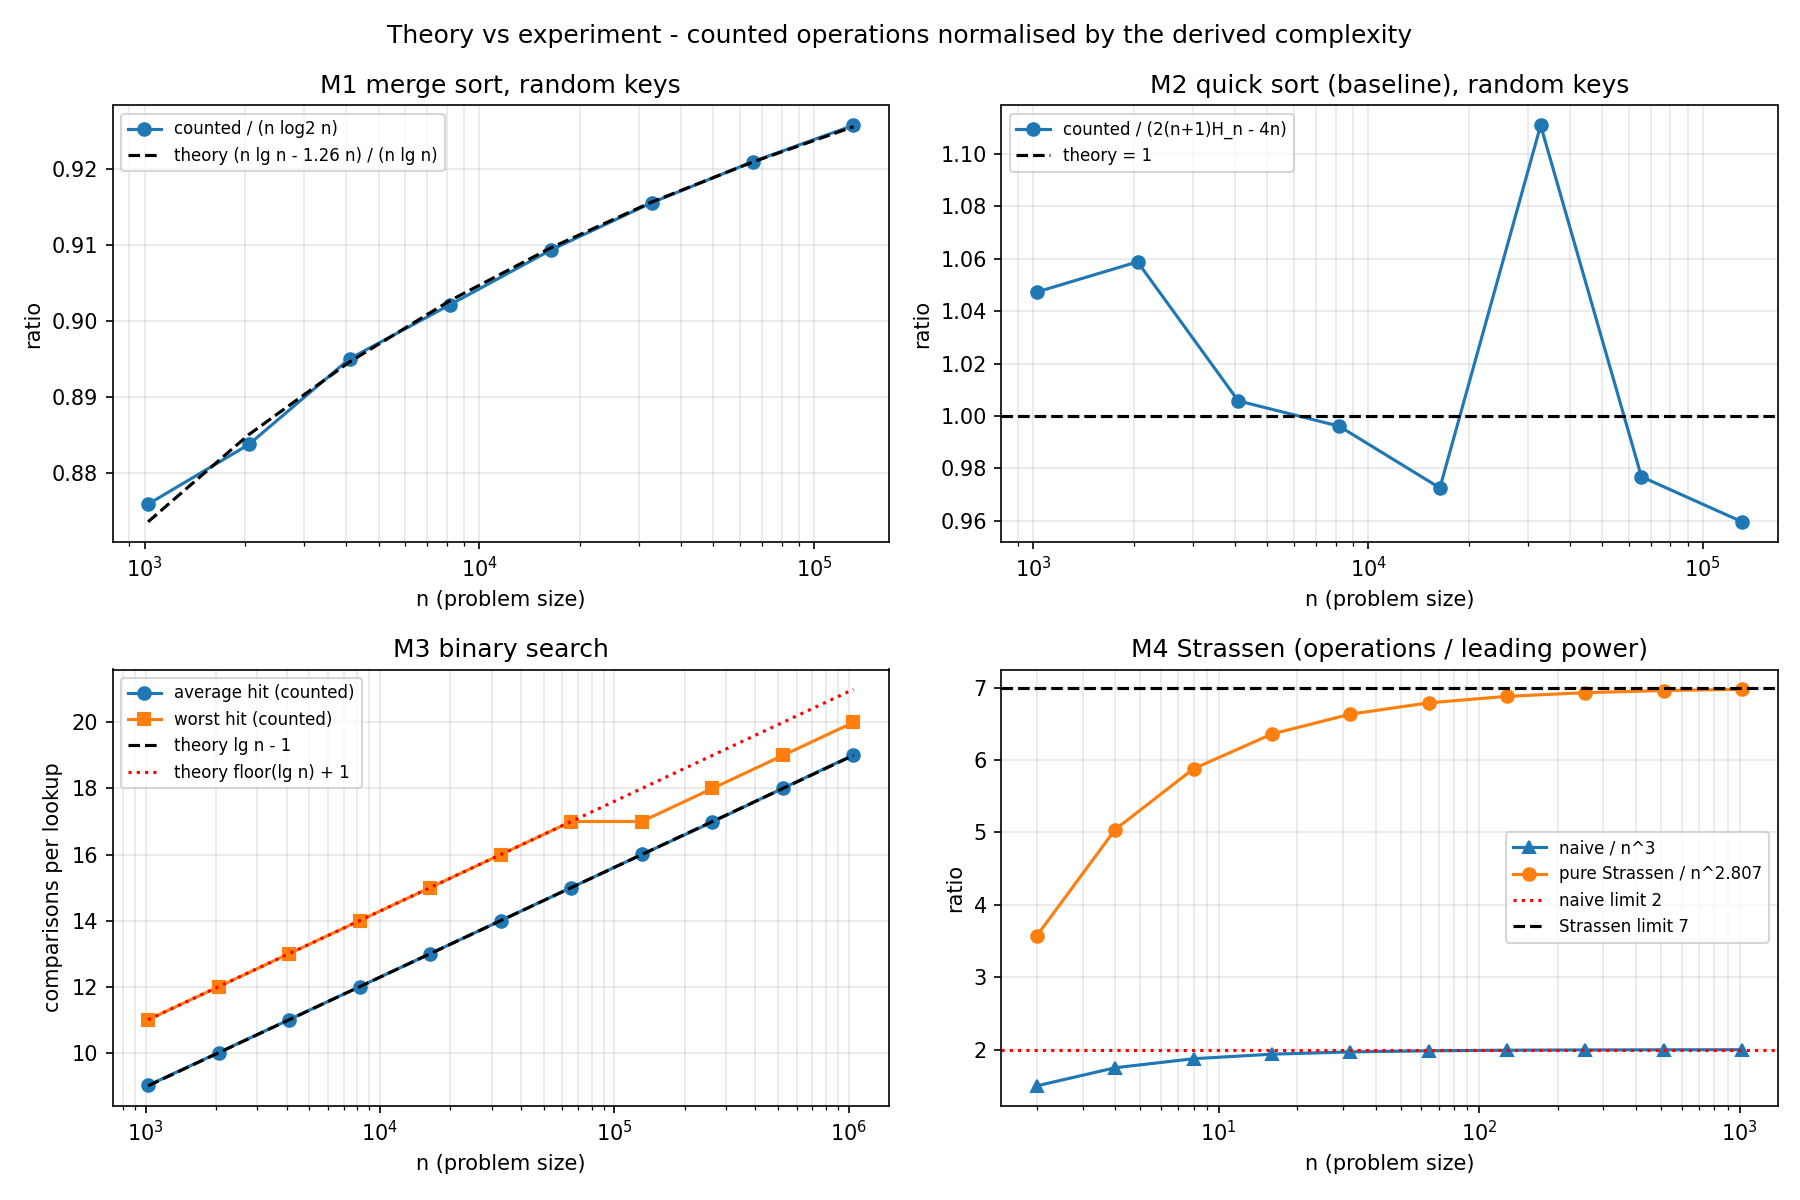 Theory vs experiment - counted operations normalised by the derived complexity
M1 merge sort, random keys
counted / (n log2 n)
theory (n lg n - 1.26 n) / (n lg n)
ratio
0.92
0.91
0.90
0.89
0.88
10^3
10^4
10^5
n (problem size)
M2 quick sort (baseline), random keys
counted / (2(n+1)H_n - 4n)
theory = 1
ratio
1.10
1.08
1.06
1.04
1.02
1.00
0.98
0.96
10^3
10^4
10^5
n (problem size)
M3 binary search
average hit (counted)
worst hit (counted)
theory lg n - 1
theory floor(lg n) + 1
comparisons per lookup
20
18
16
14
12
10
10^3
10^4
10^5
10^6
n (problem size)
M4 Strassen (operations / leading power)
naive / n^3
pure Strassen / n^2.807
naive limit 2
Strassen limit 7
ratio
7
6
5
4
3
2
10^1
10^2
10^3
n (problem size)